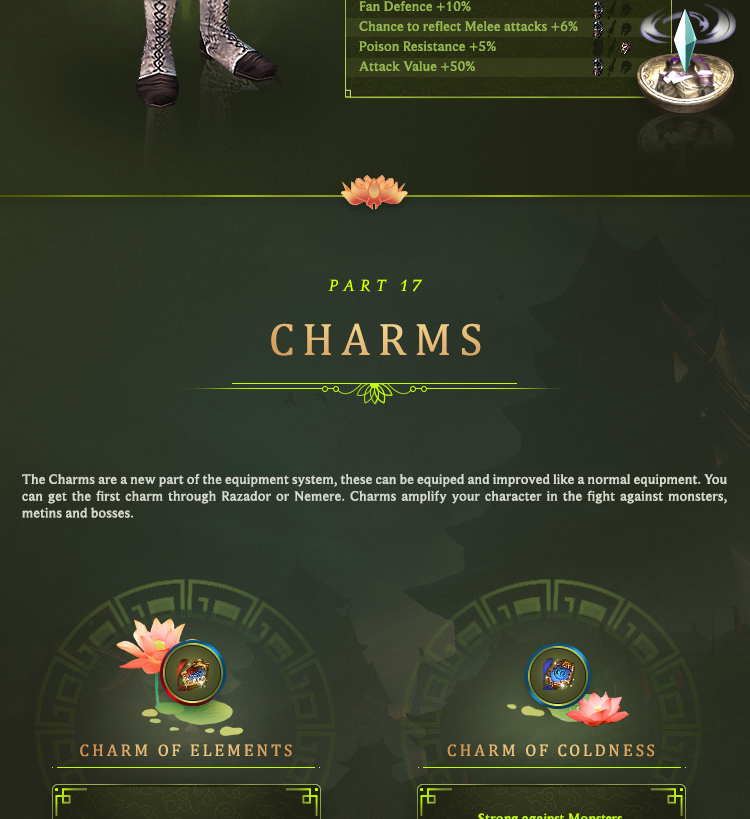 Fan Defence +10%
Chance to reflect Melee attacks +6%
Poison Resistance +5%
Attack Value +50%
PART 17
CHARMS
The Charms are a new part of the equipment system, these can be equiped and improved like a normal equipment. You
can get the first charm through Razador or Nemere. Charms amplify your character in the fight against monsters,
metins and bosses.
CHARM OF ELEMENTS
CHARM OF COLDNESS
Strong against Monsters